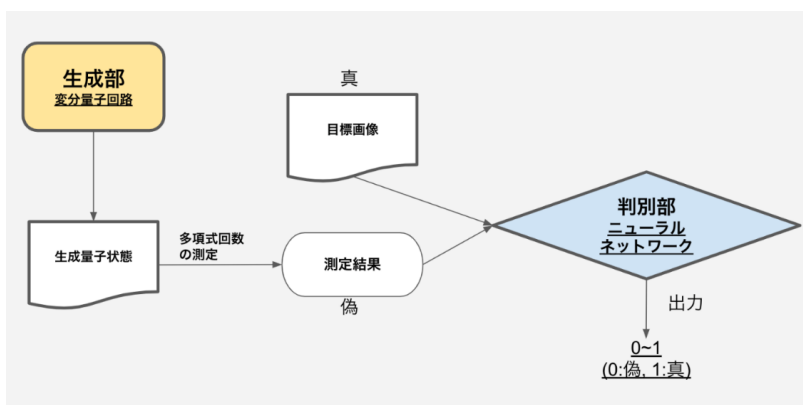 生成部
変分量子回路
真
目標画像
生成量子状態
多項式回数
の測定
測定結果
偽
判別部
ニューラル
ネットワーク
出力
0~1
(0:偽, 1:真)